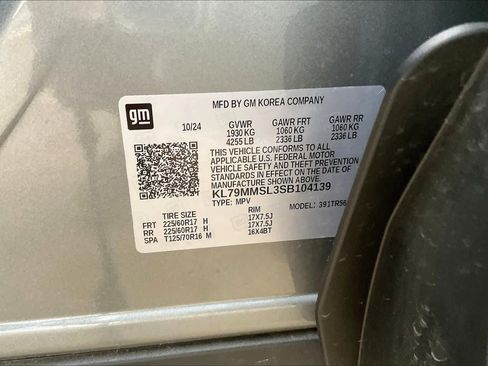 MFD BY GM KOREA COMPANY
gm 10/24 GVWR GAWR FRT GAWR RR
1930 KG 1060 KG 1060 KG
4255 LB 2336 LB 2336 LB
THIS VEHICLE CONFORMS TO ALL
APPLICABLE U.S. FEDERAL MOTOR
VEHICLE SAFETY AND THEFT PREVENTION
STANDARDS IN EFFECT ON THE DATE
OF MANUFACTURE SHOWN ABOVE.
KL79MMSL3SB104139
TYPE: MPV MODEL: 391TR56
TIRE SIZE RIM
FRT 225/60R17 H 17X7.5J
RR 225/60R17 H 17X7.5J
SPA T125/70R16 M 16X4BT